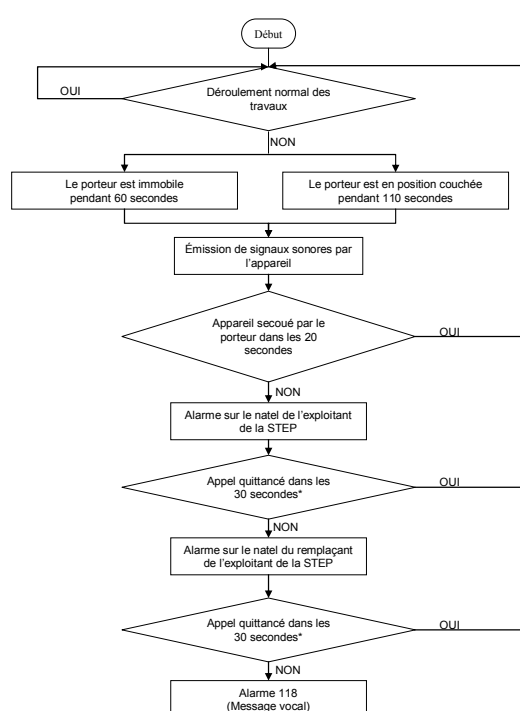 Début
OUI
Déroulement normal des
travaux
NON
Le porteur est immobile
pendant 60 secondes
Le porteur est en position couchée
pendant 110 secondes
Émission de signaux sonores par
l'appareil
Appareil secoué par le
porteur dans les 20
secondes
OUI
NON
Alarme sur le natel de l'exploitant
de la STEP
Appel quittancé dans les
30 secondes*
OUI
NON
Alarme sur le natel du remplaçant
de l'exploitant de la STEP
Appel quittancé dans les
30 secondes*
OUI
NON
Alarme 118
(Message vocal)